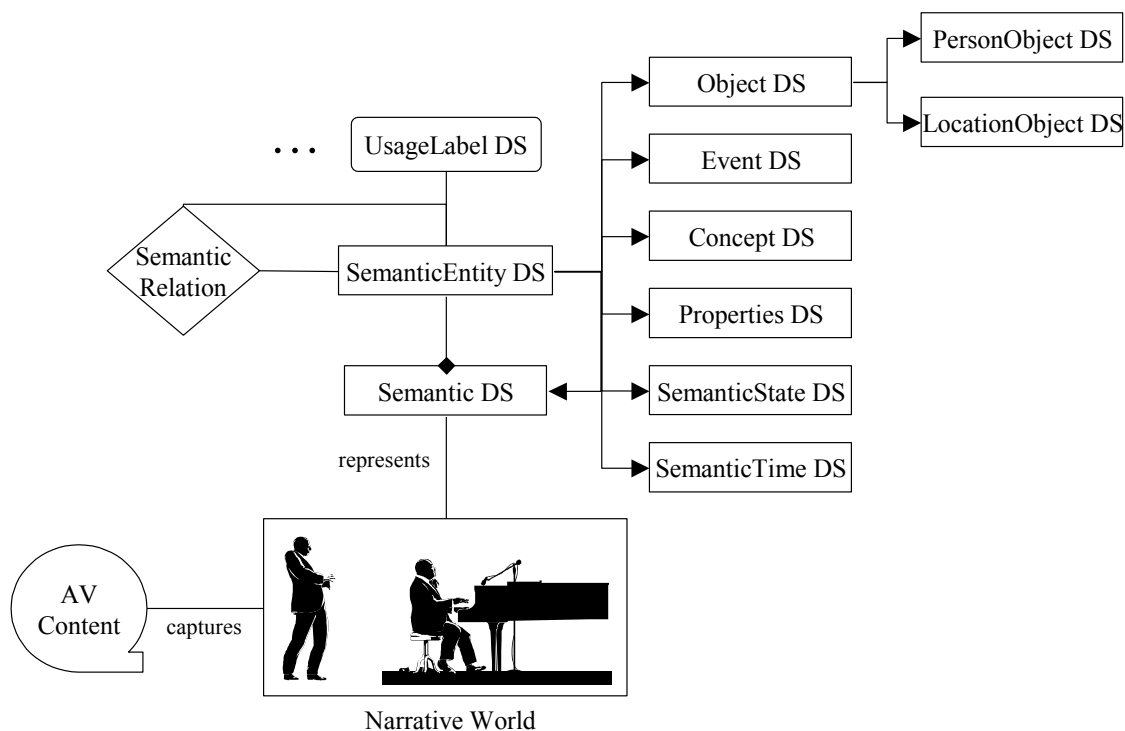 PersonObject DS
Object DS
LocationObject DS
. . .
UsageLabel DS
Event DS
Semantic
Relation
SemanticEntity DS
Concept DS
Properties DS
Semantic DS
SemanticState DS
represents
SemanticTime DS
AV
Content
captures
Narrative World